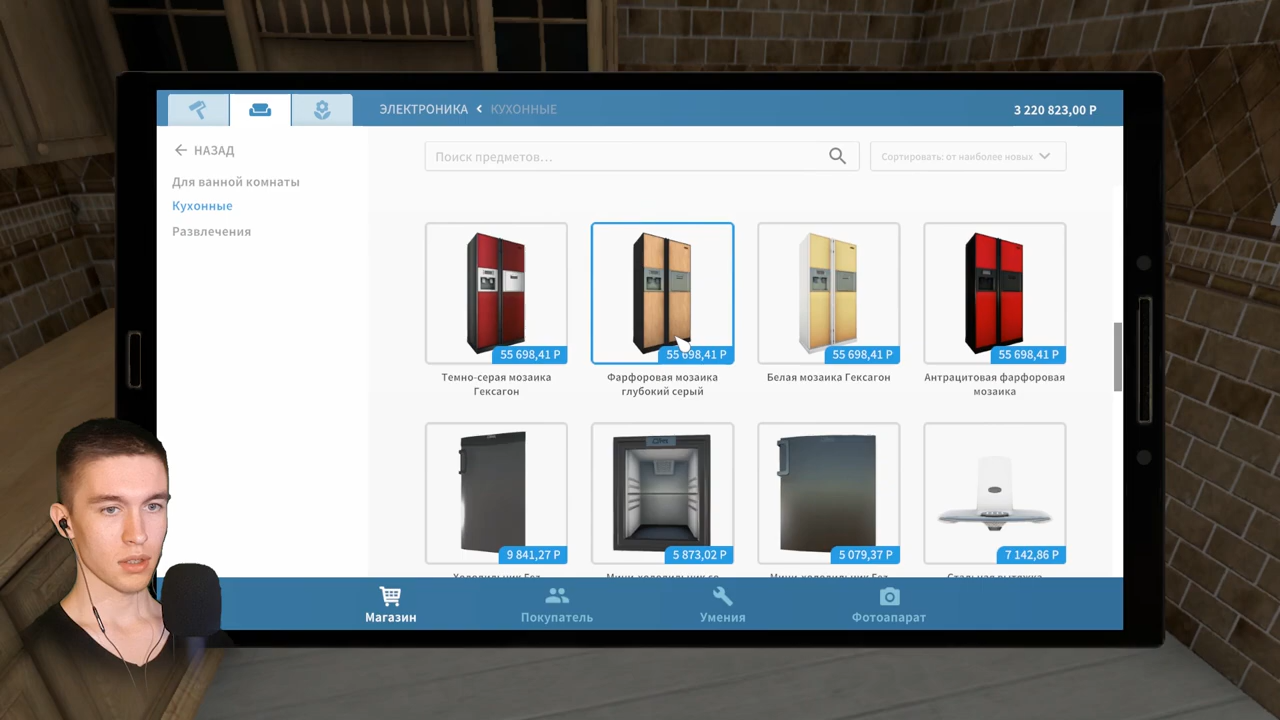 ЭЛЕКТРОНИКА < КУХОННЫЕ
3 220 823,00 Р
НАЗАД
Для ванной комнаты
Кухонные
Развлечения
Поиск предметов...
Сортировать: от наиболее новых
55 698,41 Р
55 698,41 Р
55 698,41 Р
55 698,41 Р
Темно-серая мозаика
Гексагон
Фарфоровая мозаика
глубокий серый
Белая мозаика Гексагон
Антрацитовая фарфоровая
мозаика
9 841,27 Р
5 873,02 Р
5 079,37 Р
7 142,86 Р
Магазин
Покупатель
Умения
Фотоаппарат